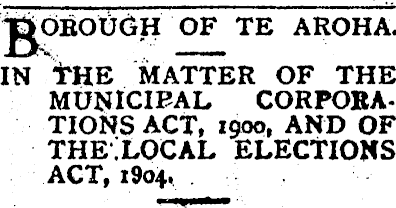 BOROUGH OF TE AROHA.
IN THE MATTER OF THE
MUNICIPAL CORPORA-
TIONS ACT, 1900, AND OF
THE LOCAL ELECTIONS
ACT, 1904.